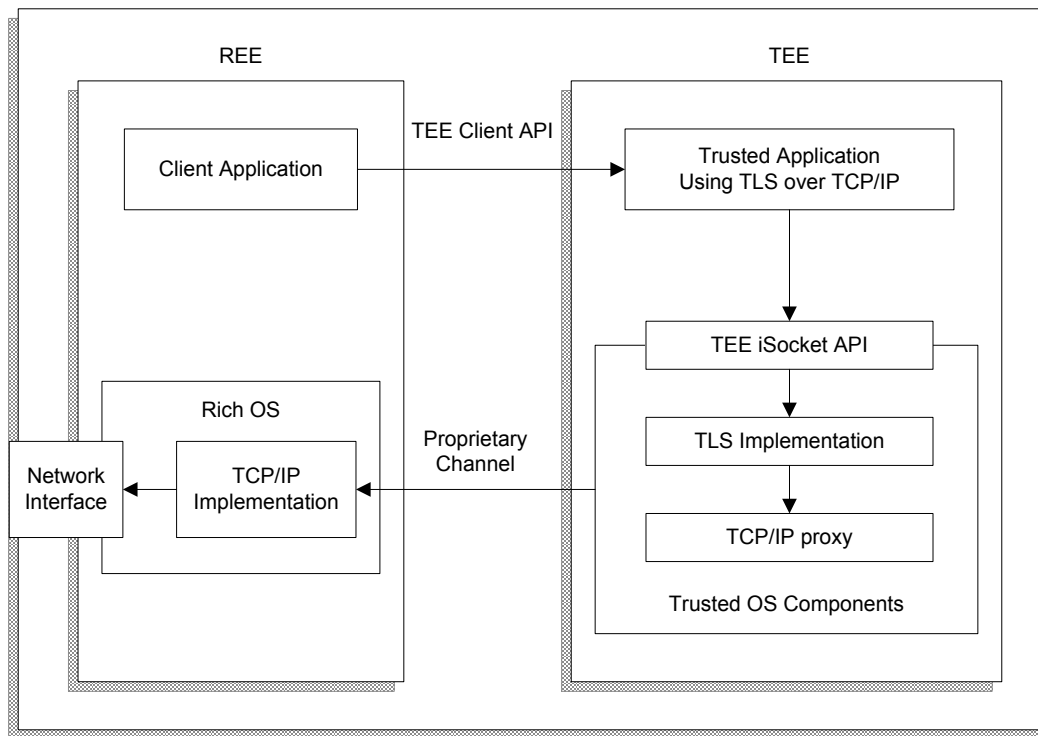 REE
TEE
TEE Client API
Client Application
Trusted Application
Using TLS over TCP/IP
TEE iSocket API
Rich OS
Proprietary
Channel
TLS Implementation
Network
Interface
TCP/IP
Implementation
TCP/IP proxy
Trusted OS Components